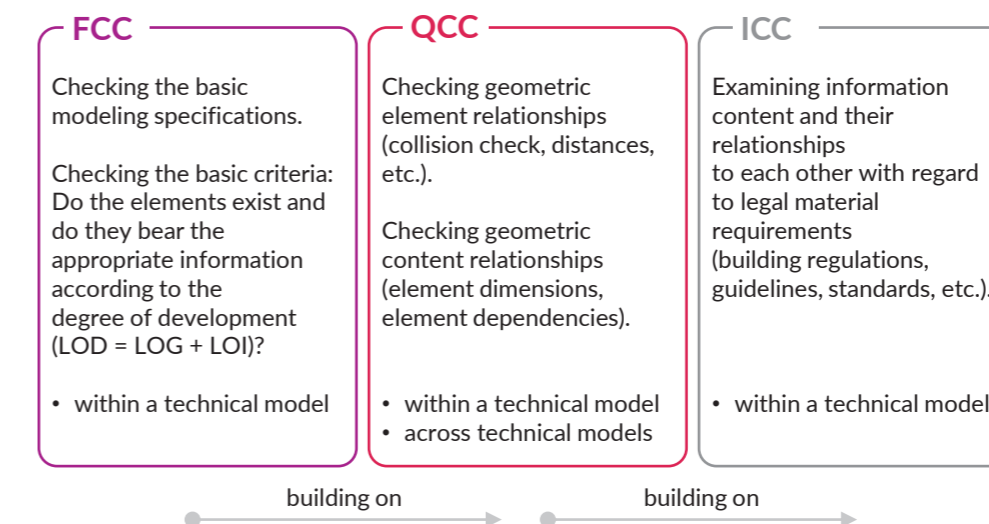 FCC
Checking the basic
modeling specifications.
Checking the basic criteria:
Do the elements exist and
do they bear the
appropriate information
according to the
degree of development
(LOD = LOG + LOI)?
• within a technical model
QCC
Checking geometric
element relationships
(collision check, distances,
etc.).
Checking geometric
content relationships
(element dimensions,
element dependencies).
• within a technical model
• across technical models
ICC
Examining information
content and their
relationships
to each other with regard
to legal material
requirements
(building regulations,
guidelines, standards, etc.).
• within a technical model
building on
building on